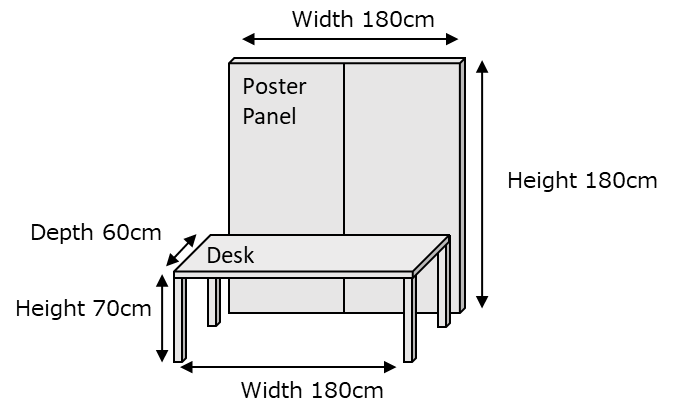 Width 180cm
Poster
Panel
Height 180cm
Depth 60cm
Desk
Height 70cm
Width 180cm